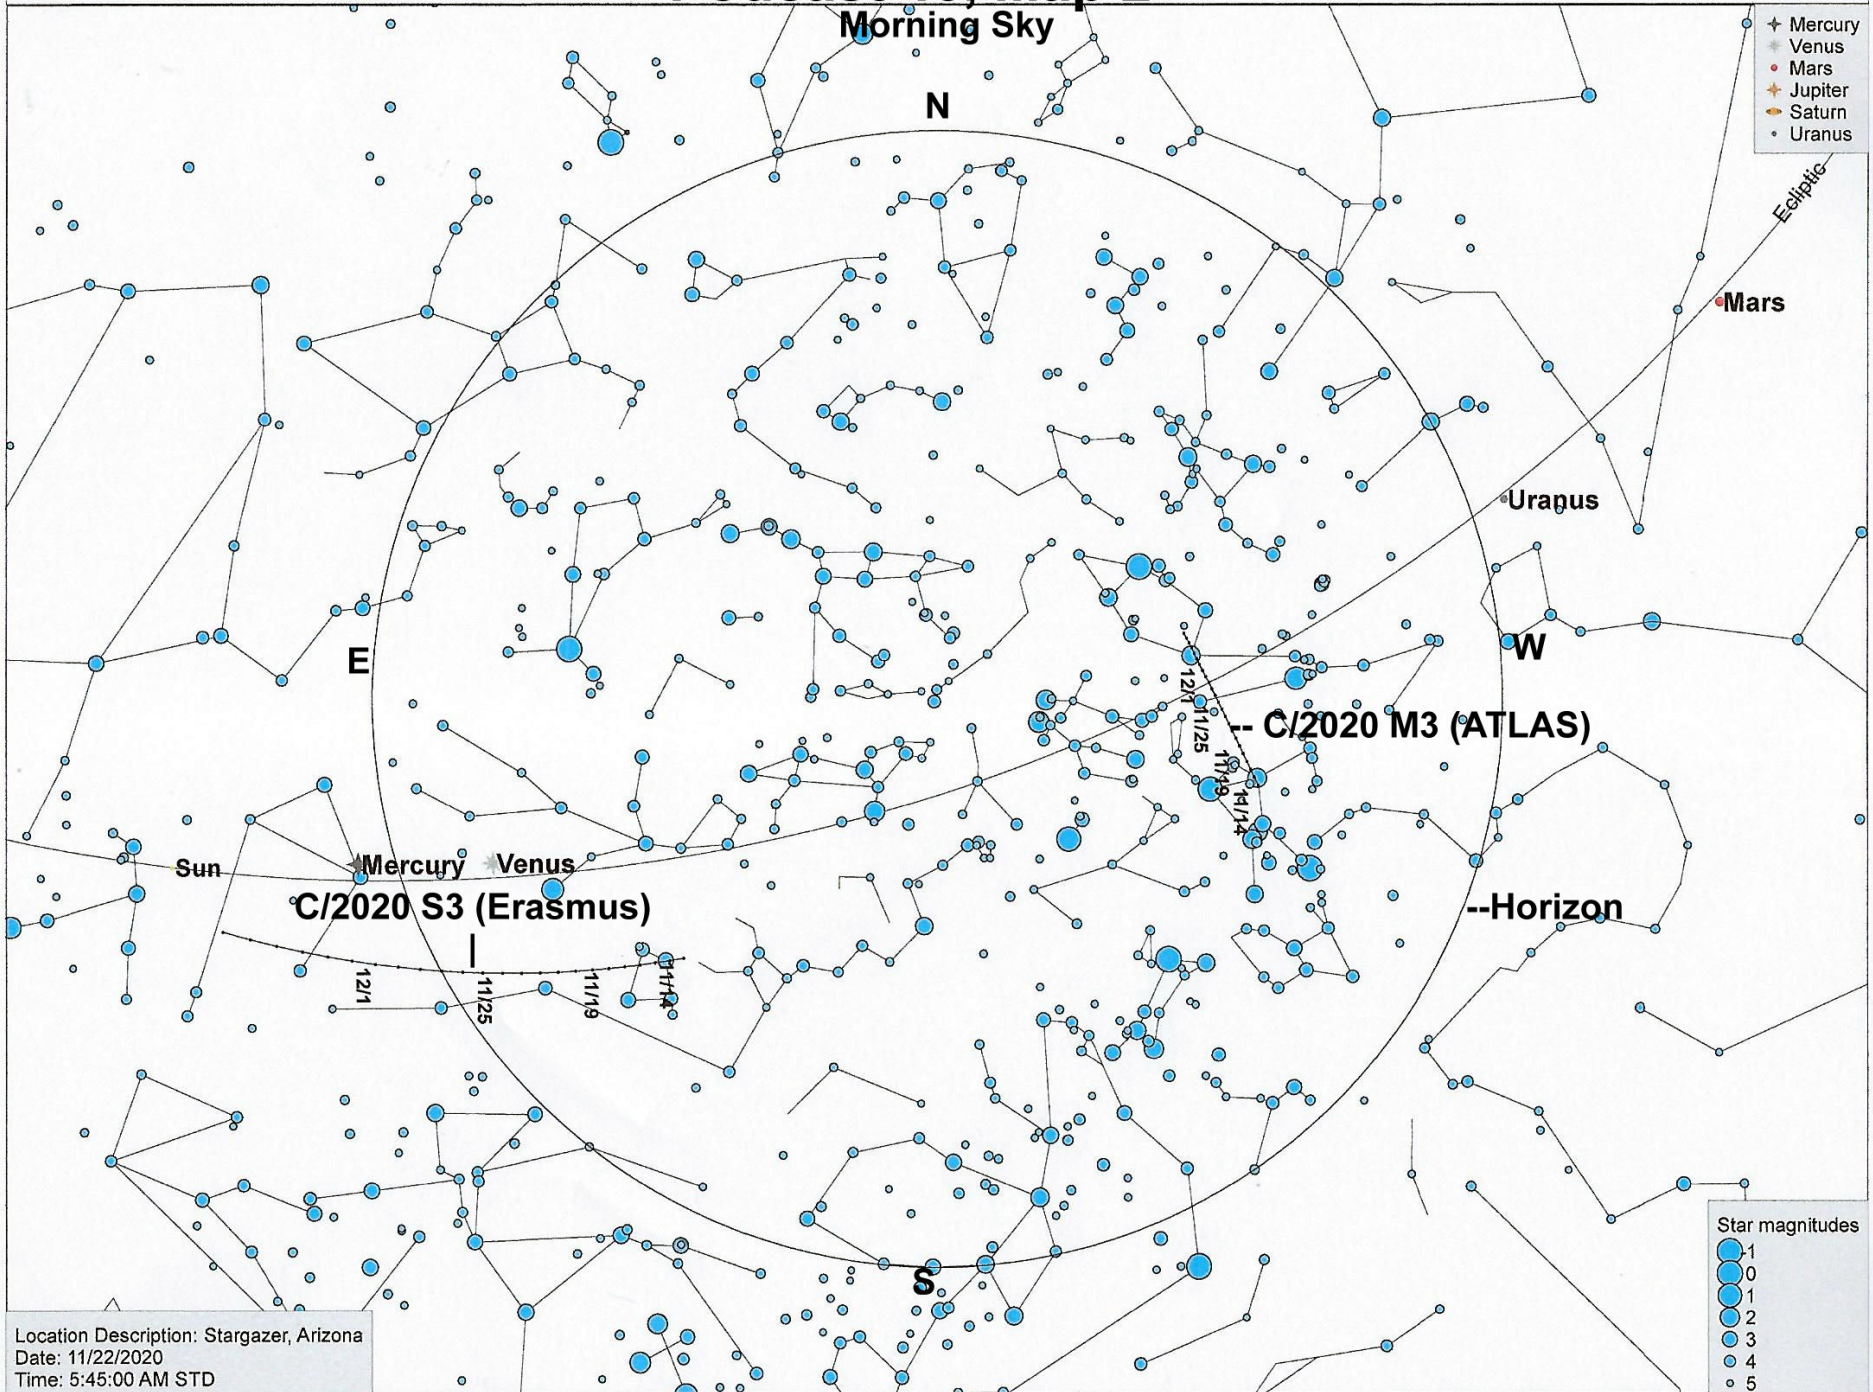 Morning Sky
Mercury
Venus
Mars
Jupiter
Saturn
Uranus
N
Ecliptic
Mars
Uranus
E
W
12/1
11/25
-- C/2020 M3 (ATLAS)
11/19
11/14
Sun
Mercury
Venus
C/2020 S3 (Erasmus)
--Horizon
12/1
11/25
11/19
11/14
S
Star magnitudes
-1
0
1
2
3
4
5
Location Description: Stargazer, Arizona
Date: 11/22/2020
Time: 5:45:00 AM STD